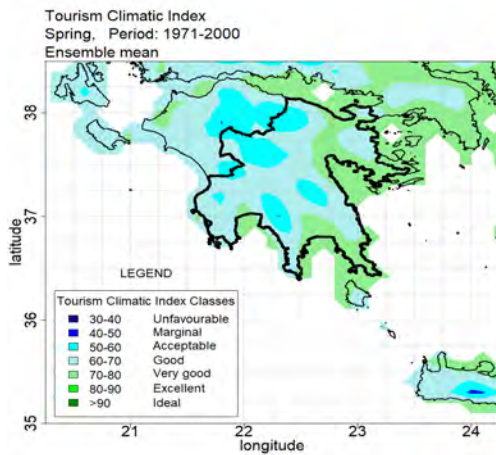 Tourism Climatic Index
Spring, Period: 1971-2000
Ensemble mean
38
37
36
35
latitude
LEGEND
Tourism Climatic Index Classes
30-40 Unfavourable
40-50 Marginal
50-60 Acceptable
60-70 Good
70-80 Very good
80-90 Excellent
>90 Ideal
21 22 23 24
longitude